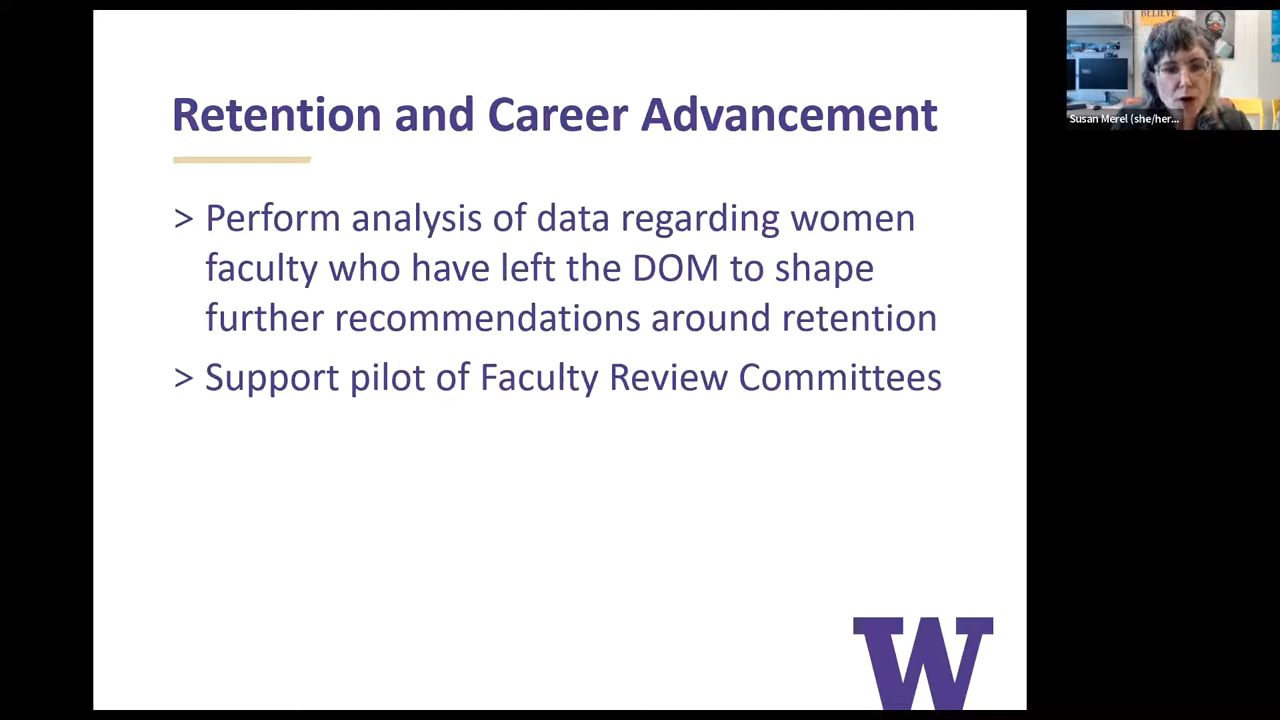 Retention and Career Advancement
> Perform analysis of data regarding women
faculty who have left the DOM to shape
further recommendations around retention
> Support pilot of Faculty Review Committees
W
BELIEVE
Susan Merel (she/her...